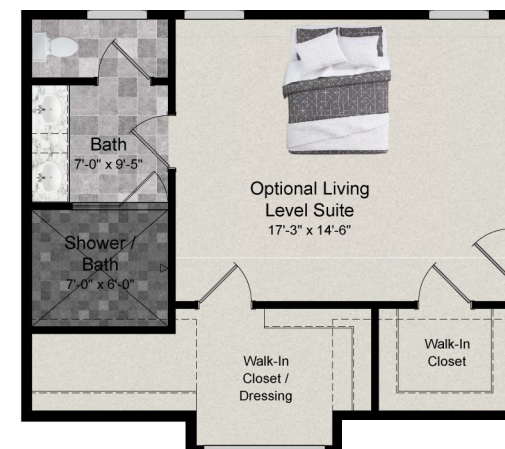 Bath
7'-0" x 9'-5"
Optional Living
Level Suite
17'-3" x 14'-6"
Shower /
Bath
7'-0" x 6'-0"
Walk-In
Closet /
Dressing
Walk-In
Closet